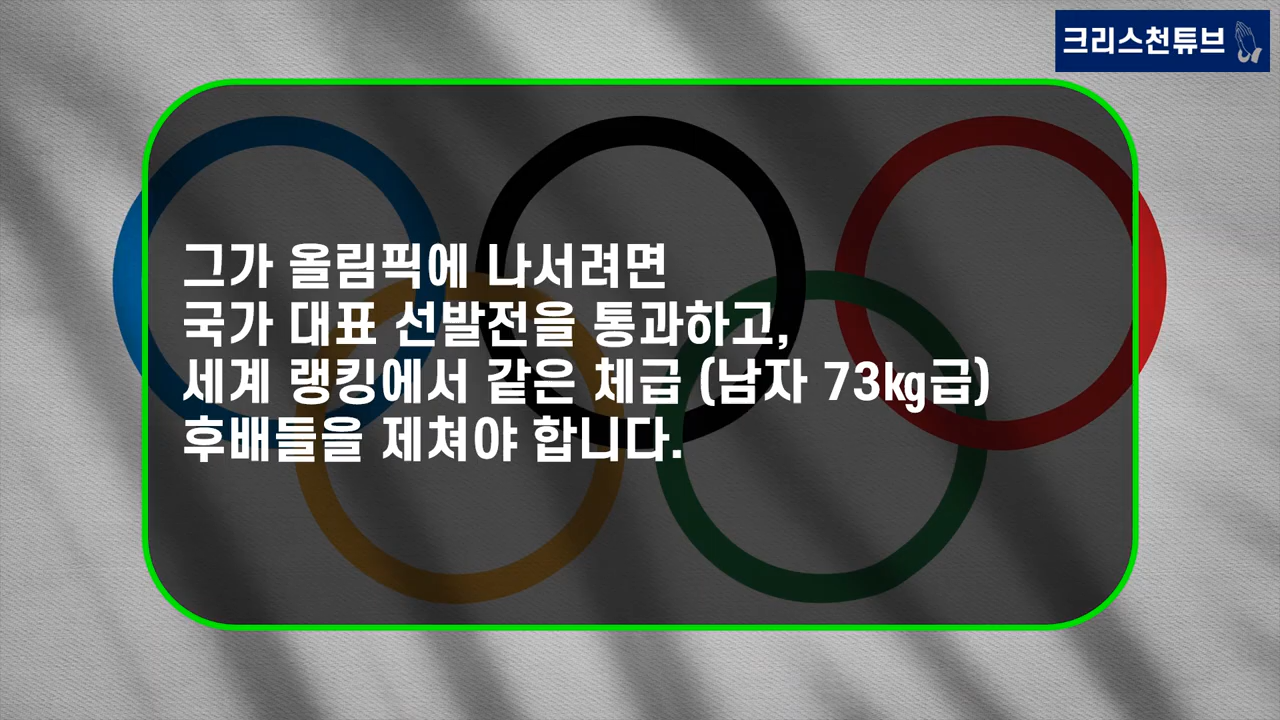 크리스천튜브
그가 올림픽에 나서려면
국가 대표 선발전을 통과하고,
세계 랭킹에서 같은 체급 (남자 73㎏급)
후배들을 제쳐야 합니다.